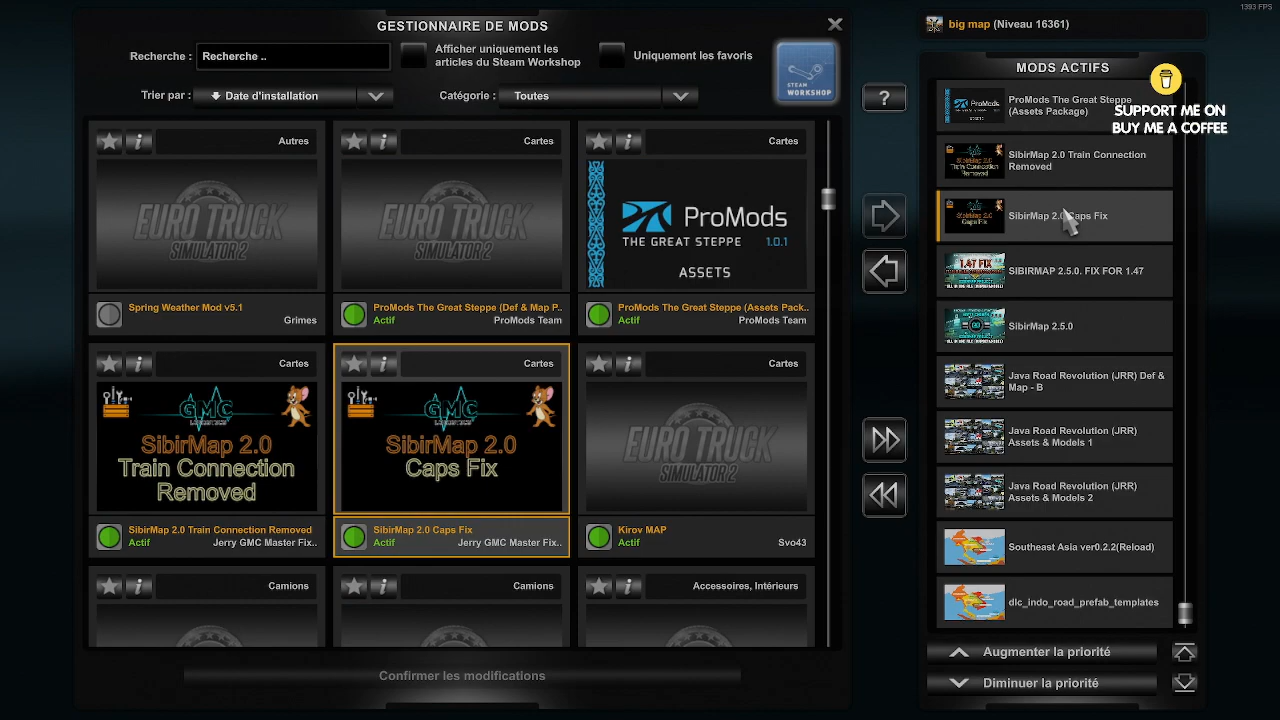 1393 FPS
GESTIONNAIRE DE MODS
Recherche :
Recherche ..
Afficher uniquement les
articles du Steam Workshop
Uniquement les favoris
STEAM
WORKSHOP
Trier par :
Date d'installation
Catégorie :
Toutes
Autres
Cartes
Cartes
EURO TRUCK
SIMULATOR 2
EURO TRUCK
SIMULATOR 2
ProMods
THE GREAT STEPPE 1.0.1
ASSETS
Spring Weather Mod v5.1
Grimes
ProMods The Great Steppe (Def & Map P..
Actif
ProMods Team
ProMods The Great Steppe (Assets Pack..
Actif
ProMods Team
Cartes
Cartes
Cartes
GMC
SibirMap 2.0
Train Connection
Removed
GMC
SibirMap 2.0
Caps Fix
EURO TRUCK
SIMULATOR 2
SibirMap 2.0 Train Connection Removed
Actif
Jerry GMC Master Fix..
SibirMap 2.0 Caps Fix
Actif
Jerry GMC Master Fix..
Kirov MAP
Actif
Svo43
Camions
Camions
Accessoires, Intérieurs
Confirmer les modifications
?
big map (Niveau 16361)
MODS ACTIFS
SUPPORT ME ON
BUY ME A COFFEE
ProMods The Great Steppe
(Assets Package)
SibirMap 2.0 Train Connection
Removed
SibirMap 2.0 Caps Fix
SIBIRMAP 2.5.0. FIX FOR 1.47
SibirMap 2.5.0
Java Road Revolution (JRR) Def &
Map - B
Java Road Revolution (JRR)
Assets & Models 1
Java Road Revolution (JRR)
Assets & Models 2
Southeast Asia ver0.2.2(Reload)
dlc_indo_road_prefab_templates
Augmenter la priorité
Diminuer la priorité